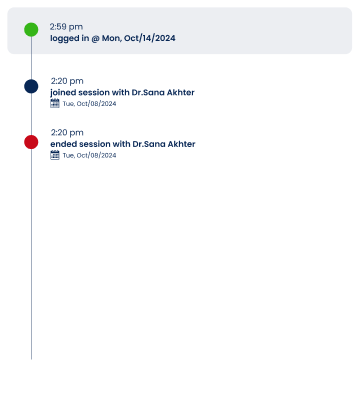 2:59 pm
logged in @ Mon, Oct/14/2024
2:20 pm
joined session with Dr.Sana Akhter
Tue, Oct/08/2024
2:20 pm
ended session with Dr.Sana Akhter
Tue, Oct/08/2024